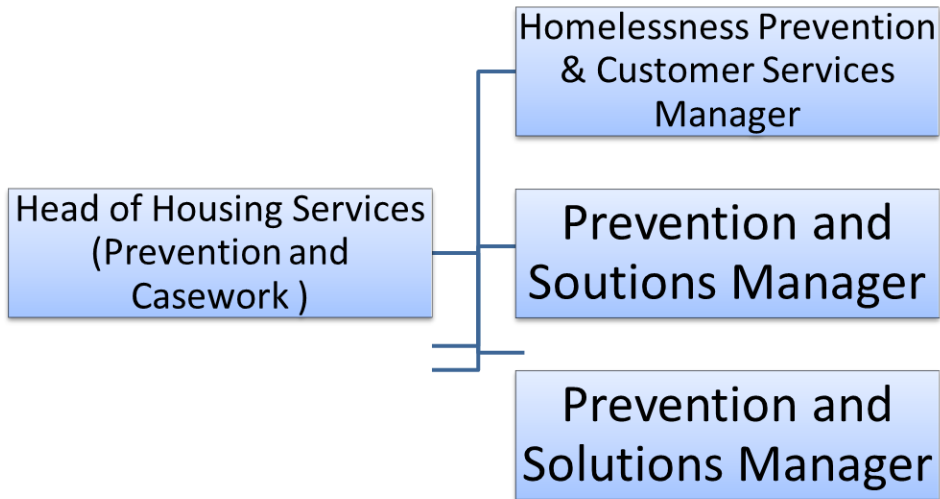 Homelessness Prevention
& Customer Services
Manager
Head of Housing Services
(Prevention and
Casework )
Prevention and
Soutions Manager
Prevention and
Solutions Manager